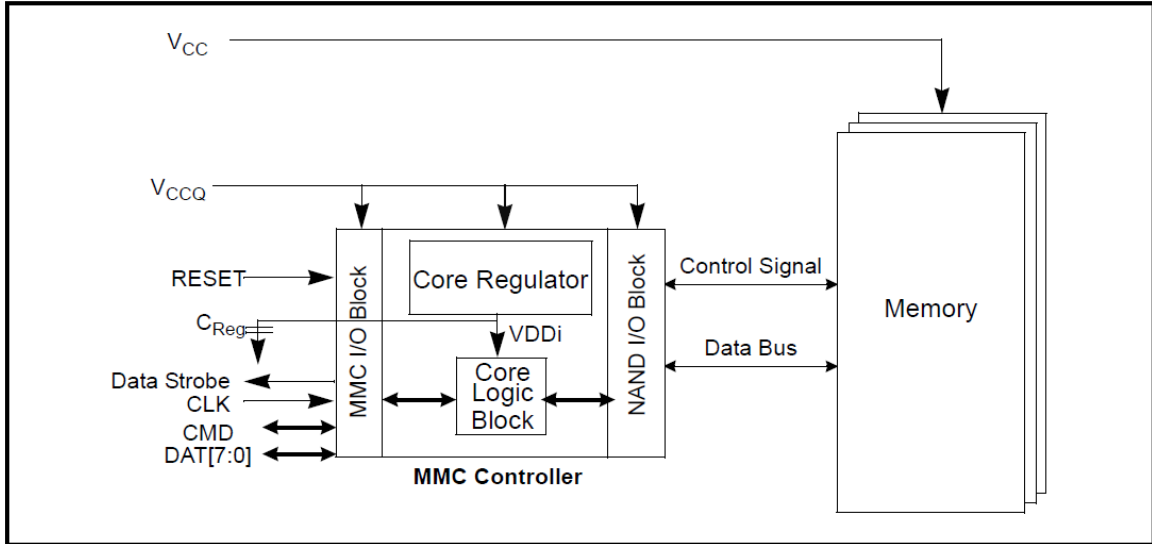 VCC
VCCQ
RESET
CReg
Data Strobe
CLK
CMD
DAT[7:0]
MMC I/O Block
Core Regulator
VDDi
Core
Logic
Block
NAND I/O Block
MMC Controller
Control Signal
Data Bus
Memory